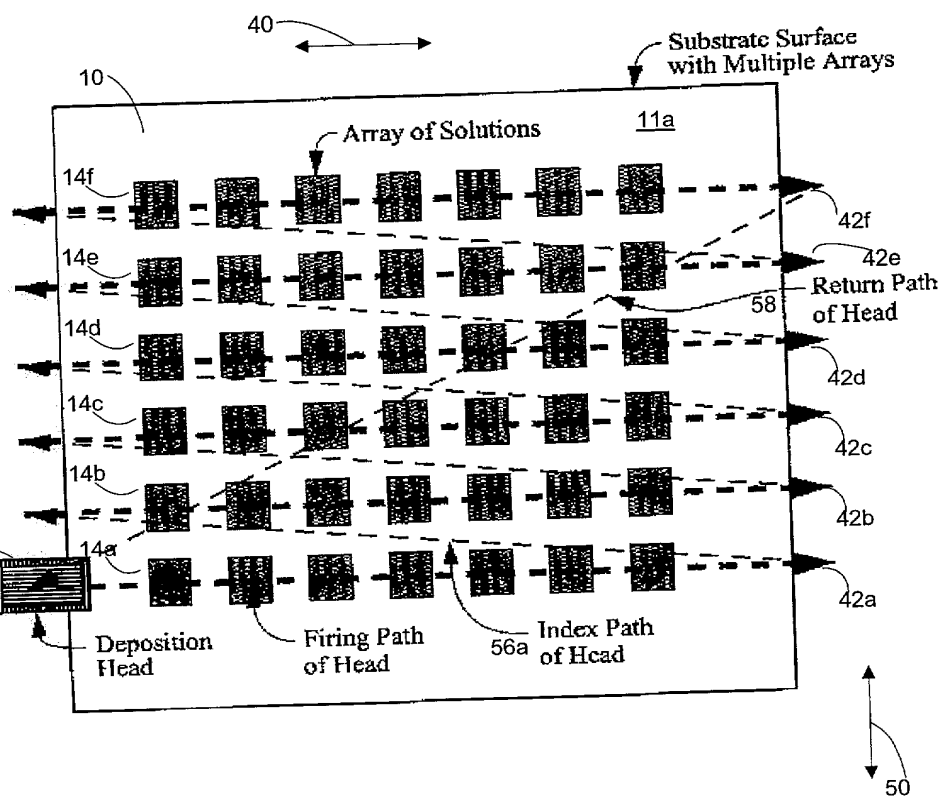 40
Substrate Surface
with Multiple Arrays
10
Array of Solutions
11a
14f
42f
14e
42e
58
Return Path
of Head
14d
42d
14c
42c
14b
42b
14a
42a
Deposition
Head
Firing Path
of Head
56a
Index Path
of Head
50